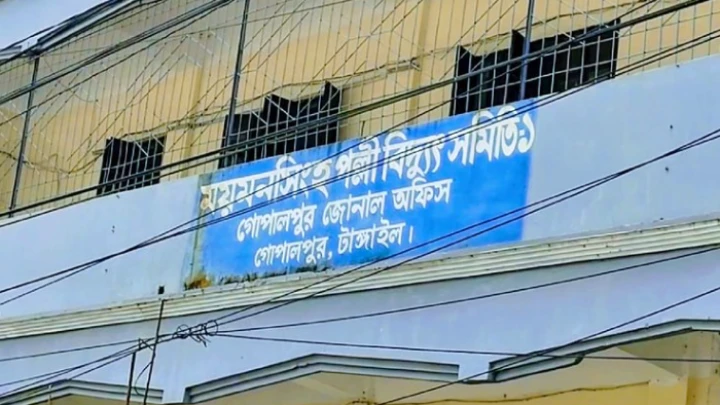 ময়মনসিংহ পল্লী বিদ্যুৎ সমিতি-১
গোপালপুর জোনাল অফিস
গোপালপুর, টাঙ্গাইল।